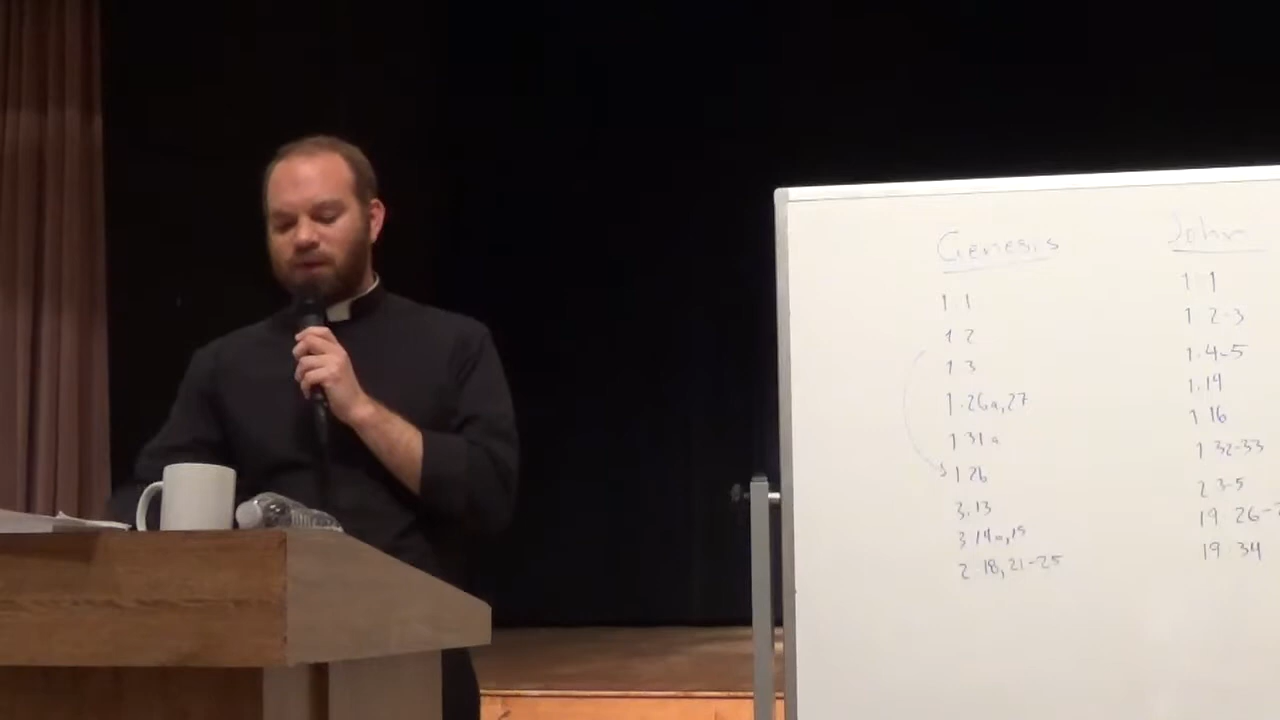 Genesis
1 1
1 2
1 3
1.26a,27
1 31a
1 2b
3.13
3 14a,15
2 18,21-25
John
1 1
1 2-3
1.4-5
1.14
1 16
1 32-33
2 3-5
19 26-
19 34